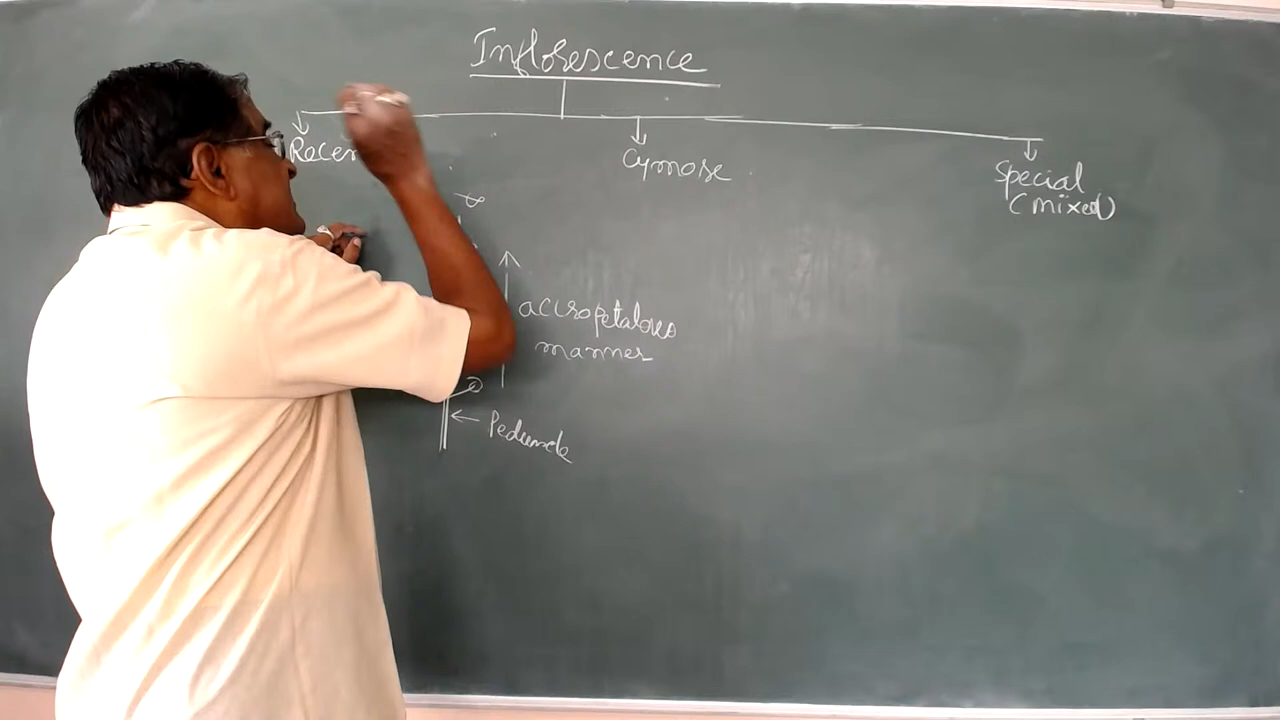 Inflorescence
Cymose
Special
(mixed)
accropetalous
manner
Peduncle